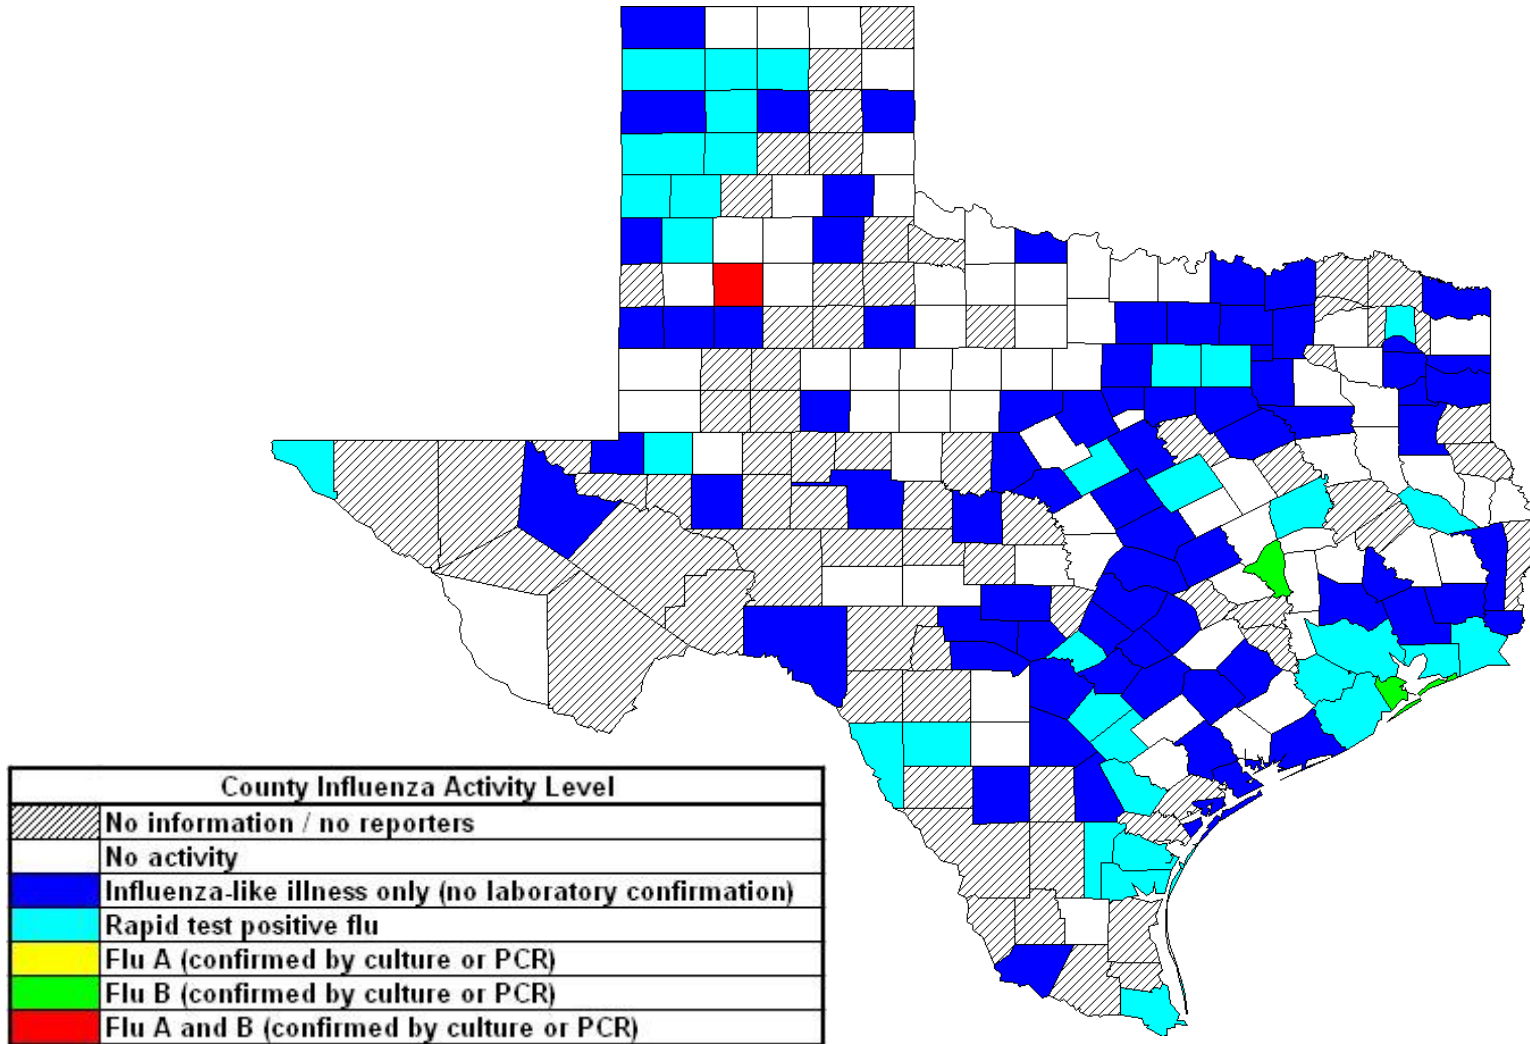 County Influenza Activity Level
No information / no reporters
No activity
Influenza-like illness only (no laboratory confirmation)
Rapid test positive flu
Flu A (confirmed by culture or PCR)
Flu B (confirmed by culture or PCR)
Flu A and B (confirmed by culture or PCR)